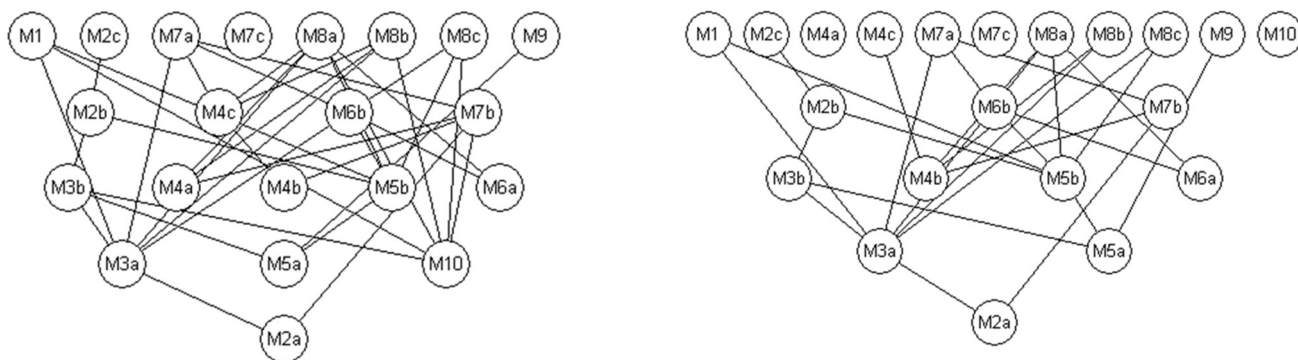 M1 M2c M7a M7c M8a M8b M8c M9
M2b M4c M6b M7b
M3b M4a M4b M5b M6a
M3a M5a M10
M2a
M1 M2c M4a M4c M7a M7c M8a M8b M8c M9 M10
M2b M6b M7b
M3b M4b M5b M6a
M3a M5a
M2a